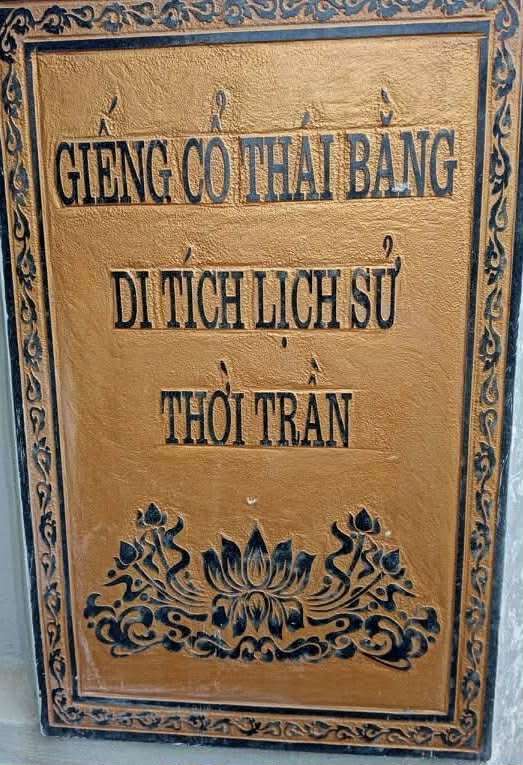 GIẾNG CỔ THÁI BẰNG
DI TÍCH LỊCH SỬ
THỜI TRẦN